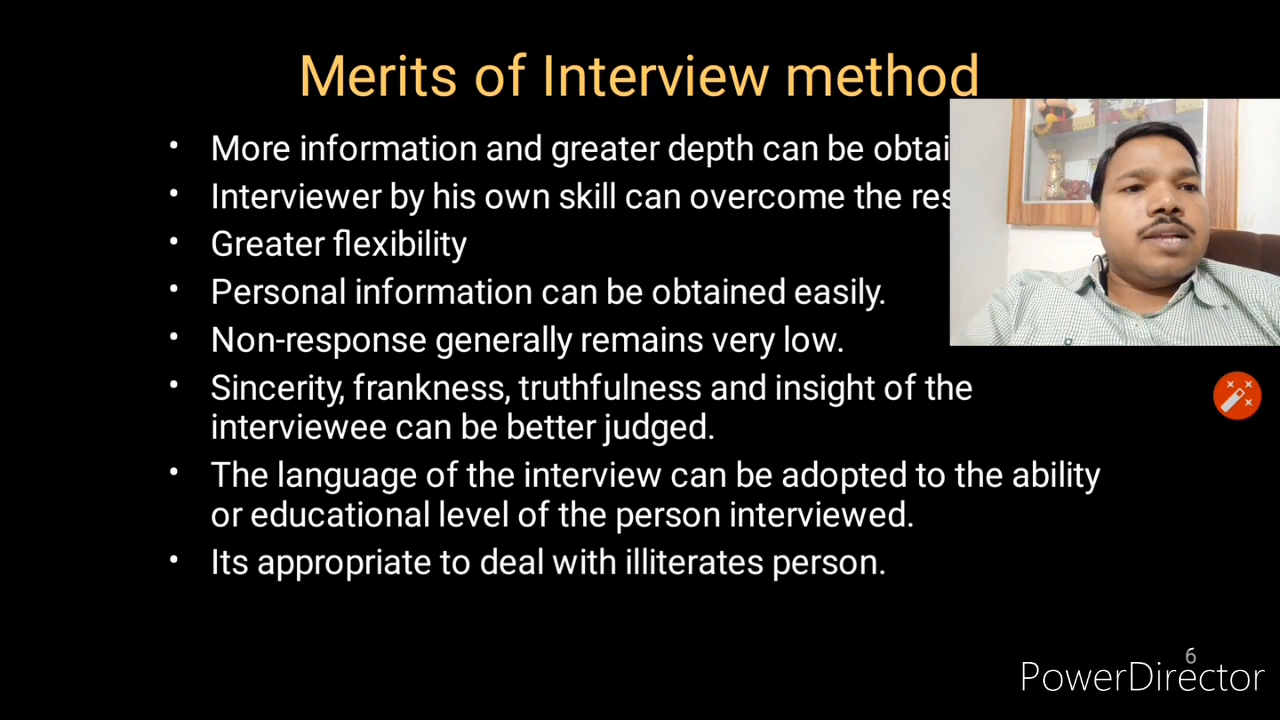 Merits of Interview method
• More information and greater depth can be
• Interviewer by his own skill can overcome the
• Greater flexibility
• Personal information can be obtained easily.
• Non-response generally remains very low.
• Sincerity, frankness, truthfulness and insight of the
interviewee can be better judged.
• The language of the interview can be adopted to the ability
or educational level of the person interviewed.
• Its appropriate to deal with illiterates person.
6
PowerDirector